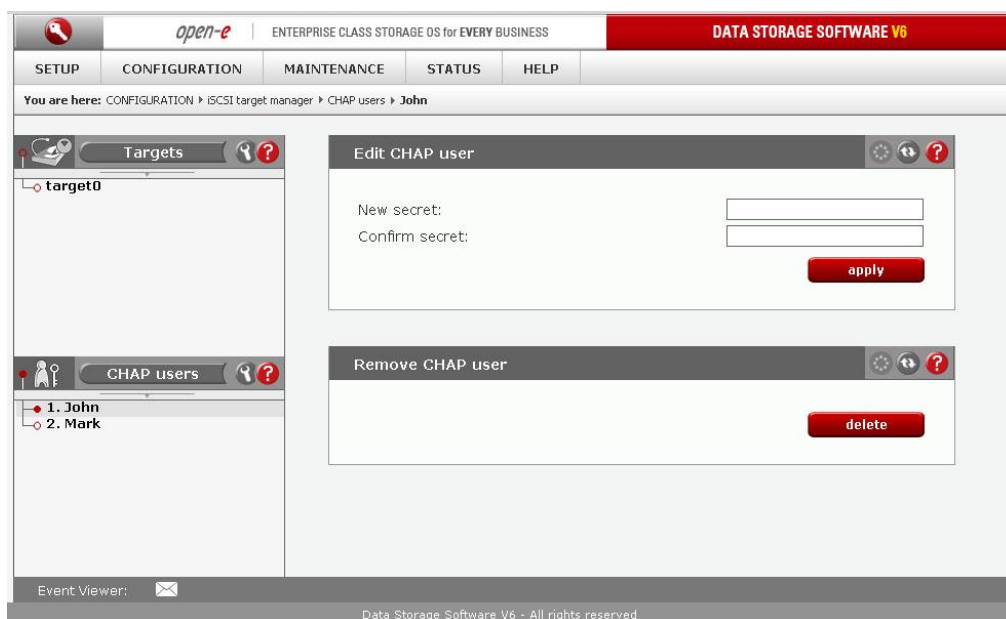 open-e
ENTERPRISE CLASS STORAGE OS for EVERY BUSINESS
DATA STORAGE SOFTWARE V6
SETUP CONFIGURATION MAINTENANCE STATUS HELP
You are here: CONFIGURATION iSCSI target manager CHAP users John
Targets ?
target0
Edit CHAP user ?
New secret:
Confirm secret:
apply
CHAP users ?
1. John
2. Mark
Remove CHAP user ?
delete
Event Viewer:
Data Storage Software V6 - All rights reserved